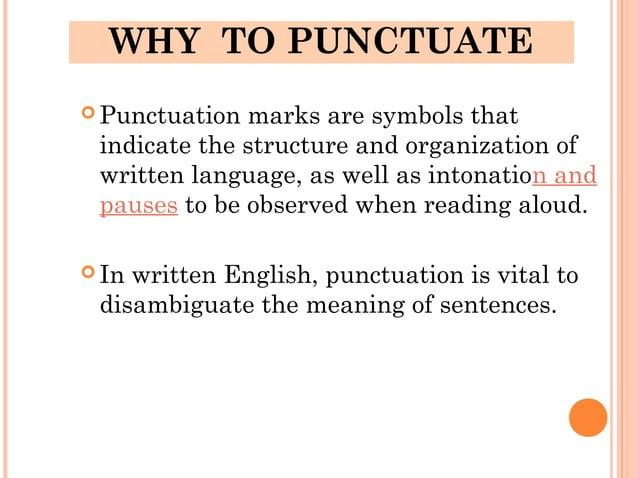 WHY TO PUNCTUATE
Punctuation marks are symbols that
indicate the structure and organization of
written language, as well as intonation and
pauses to be observed when reading aloud.
In written English, punctuation is vital to
disambiguate the meaning of sentences.